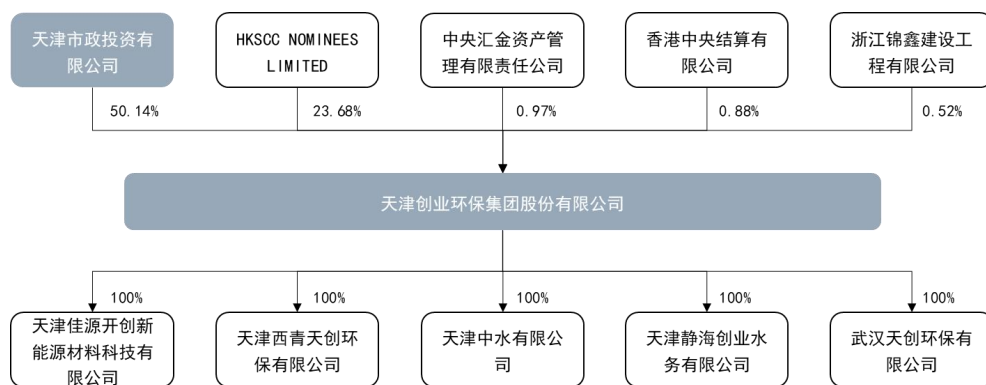 天津市政投资有
限公司
HKSCC NOMINEES
LIMITED
中央汇金资产管
理有限责任公司
香港中央结算有
限公司
浙江锦鑫建设工
程有限公司
50.14%
23.68%
0.97%
0.88%
0.52%
天津创业环保集团股份有限公司
100%
100%
100%
100%
100%
天津佳源开创新
能源材料科技有
限公司
天津西青天创环
保有限公司
天津中水有限公
司
天津静海创业水
务有限公司
武汉天创环保有
限公司